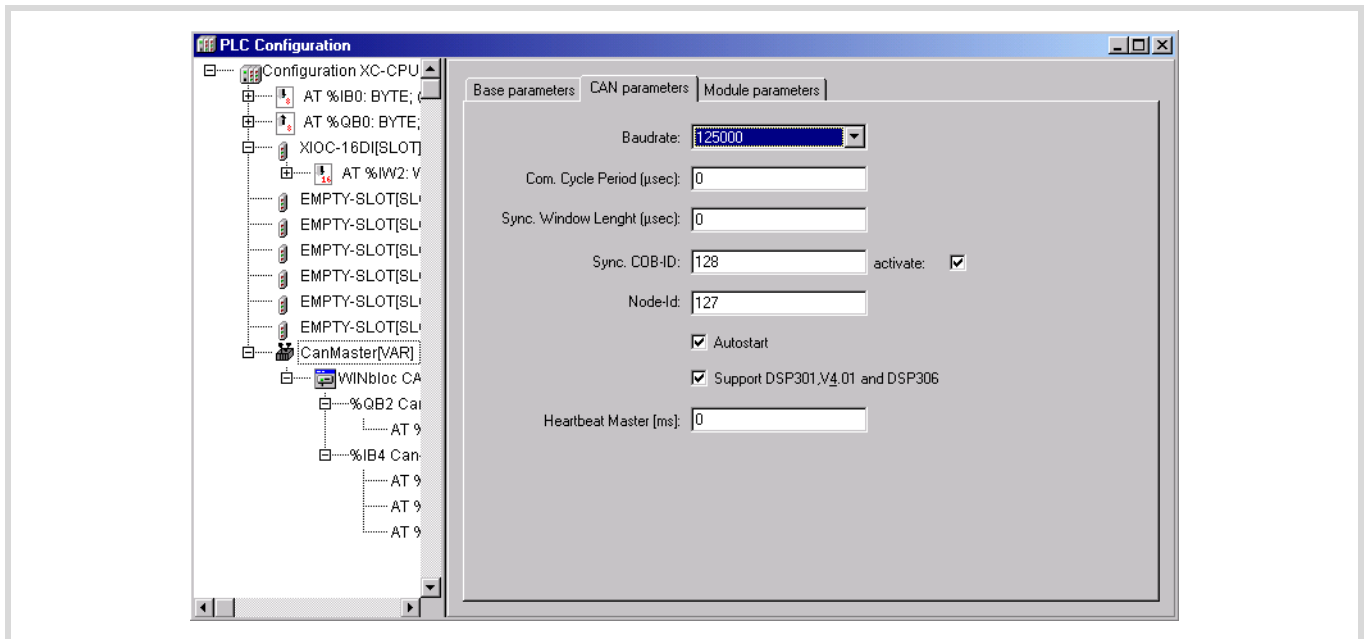 PLC Configuration
Configuration XC-CPU
AT %IB0: BYTE; (
AT %QB0: BYTE;
XIOC-16DI[SLOT]
AT %IW2:
EMPTY-SLOT[SL
EMPTY-SLOT[SL
EMPTY-SLOT[SL
EMPTY-SLOT[SL
EMPTY-SLOT[SL
EMPTY-SLOT[SL
CanMaster[VAR]
WINbloc CA
%QB2 Ca
AT %
%IB4 Can
AT %
AT %
AT %
Base parameters CAN parameters Module parameters
Baudrate: 125000
Com. Cycle Period (µsec): 0
Sync. Window Lenght (µsec): 0
Sync. COB-ID: 128 activate:
Node-Id: 127
Autostart
Support DSP301,V4.01 and DSP306
Heartbeat Master [ms]: 0